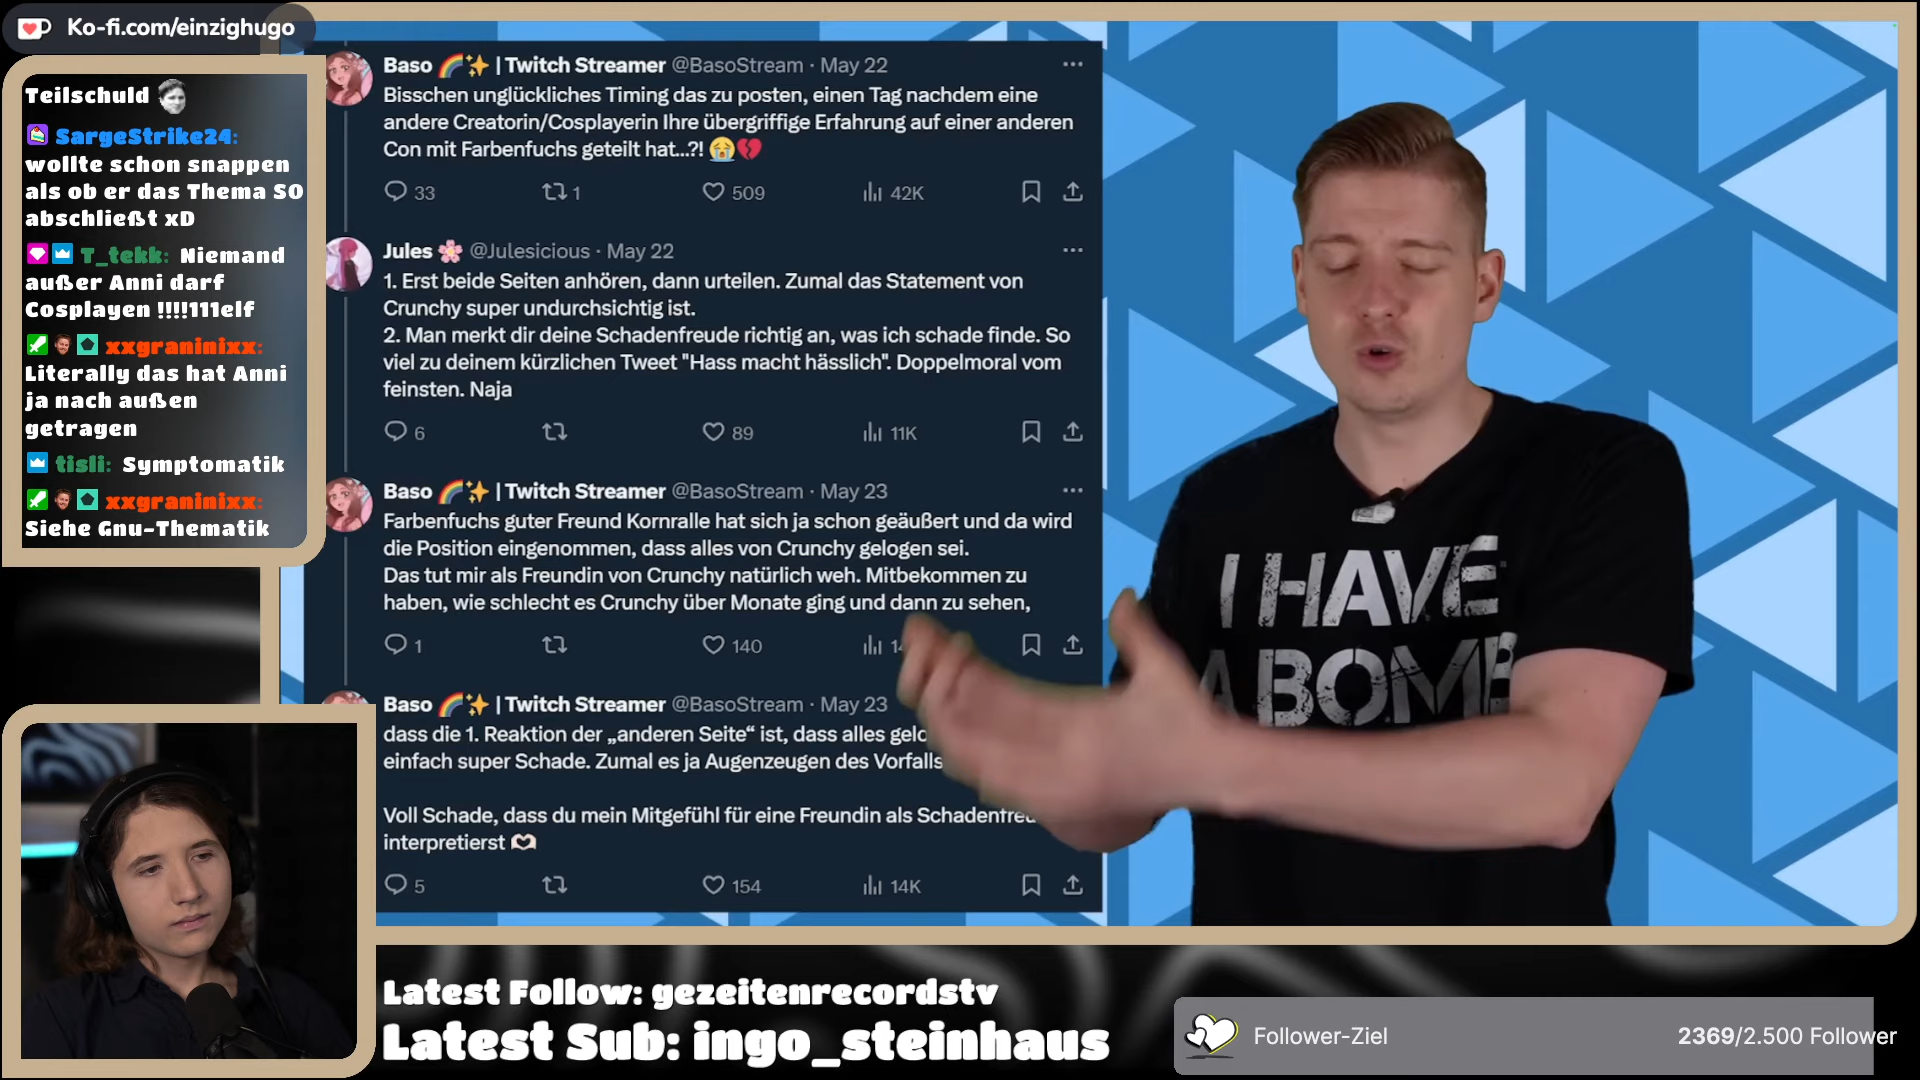 Ko-fi.com/einzighugo
Teilschuld
SargeStrike24:
wollte schon snappen
als ob er das Thema SO
abschließt xD
T_tekk: Niemand
außer Anni darf
Cosplayen !!!!111elf
xxgraninixx:
Literally das hat Anni
ja nach außen
getragen
tisli: Symptomatik
xxgraninixx:
Siehe Gnu-Thematik
Baso 🌈✨ | Twitch Streamer @BasoStream · May 22
Bisschen unglückliches Timing das zu posten, einen Tag nachdem eine
andere Creatorin/Cosplayerin Ihre übergriffige Erfahrung auf einer anderen
Con mit Farbenfuchs geteilt hat...?! 😭💔
33 1 509 42K
Jules 🌸 @Julesicious · May 22
1. Erst beide Seiten anhören, dann urteilen. Zumal das Statement von
Crunchy super undurchsichtig ist.
2. Man merkt dir deine Schadenfreude richtig an, was ich schade finde. So
viel zu deinem kürzlichen Tweet "Hass macht hässlich". Doppelmoral vom
feinsten. Naja
6 89 11K
Baso 🌈✨ | Twitch Streamer @BasoStream · May 23
Farbenfuchs guter Freund Kornralle hat sich ja schon geäußert und da wird
die Position eingenommen, dass alles von Crunchy gelogen sei.
Das tut mir als Freundin von Crunchy natürlich weh. Mitbekommen zu
haben, wie schlecht es Crunchy über Monate ging und dann zu sehen,
1 140
Baso 🌈✨ | Twitch Streamer @BasoStream · May 23
dass die 1. Reaktion der „anderen Seite“ ist, dass alles
einfach super Schade. Zumal es ja Augenzeugen des Vorfalls
Voll Schade, dass du mein Mitgefühl für eine Freundin als
interpretierst 🫶🏻
5 154 14K
I HAVE
A BOMB
Latest Follow: gezeitenrecordstv
Latest Sub: ingo_steinhaus
Follower-Ziel 2369/2.500 Follower